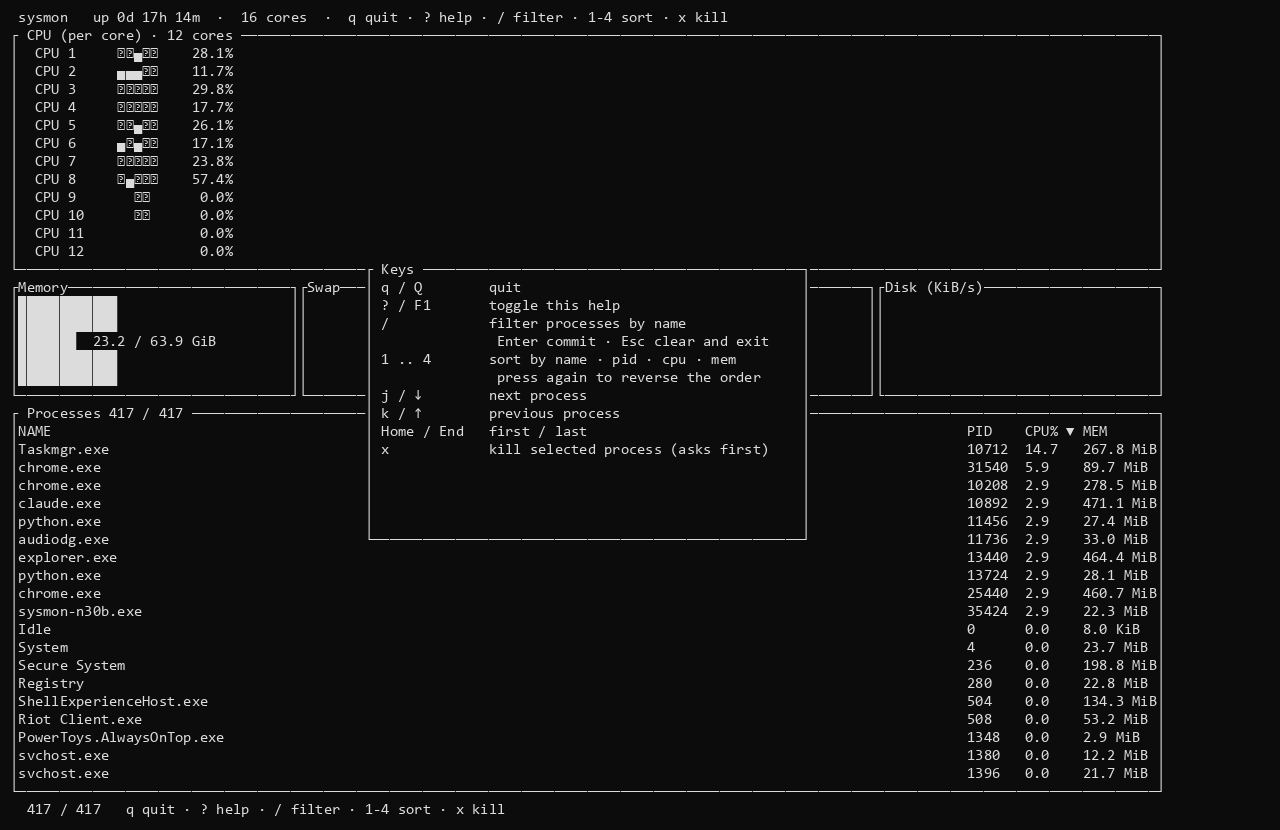 sysmon up 0d 17h 14m · 16 cores · q quit · ? help · / filter · 1-4 sort · x kill
CPU (per core) · 12 cores
CPU 1 28.1%
CPU 2 11.7%
CPU 3 29.8%
CPU 4 17.7%
CPU 5 26.1%
CPU 6 17.1%
CPU 7 23.8%
CPU 8 57.4%
CPU 9 0.0%
CPU 10 0.0%
CPU 11 0.0%
CPU 12 0.0%
Memory
23.2 / 63.9 GiB
Swap
Keys
q / Q quit
? / F1 toggle this help
/ filter processes by name
Enter commit · Esc clear and exit
1 .. 4 sort by name · pid · cpu · mem
press again to reverse the order
j / ↓ next process
k / ↑ previous process
Home / End first / last
x kill selected process (asks first)
Disk (KiB/s)
Processes 417 / 417
NAME PID CPU% ▼ MEM
Taskmgr.exe 10712 14.7 267.8 MiB
chrome.exe 31540 5.9 89.7 MiB
chrome.exe 10208 2.9 278.5 MiB
claude.exe 10892 2.9 471.1 MiB
python.exe 11456 2.9 27.4 MiB
audiodg.exe 11736 2.9 33.0 MiB
explorer.exe 13440 2.9 464.4 MiB
python.exe 13724 2.9 28.1 MiB
chrome.exe 25440 2.9 460.7 MiB
sysmon-n30b.exe 35424 2.9 22.3 MiB
Idle 0 0.0 8.0 KiB
System 4 0.0 23.7 MiB
Secure System 236 0.0 198.8 MiB
Registry 280 0.0 22.8 MiB
ShellExperienceHost.exe 504 0.0 134.3 MiB
Riot Client.exe 508 0.0 53.2 MiB
PowerToys.AlwaysOnTop.exe 1348 0.0 2.9 MiB
svchost.exe 1380 0.0 12.2 MiB
svchost.exe 1396 0.0 21.7 MiB
417 / 417 q quit · ? help · / filter · 1-4 sort · x kill